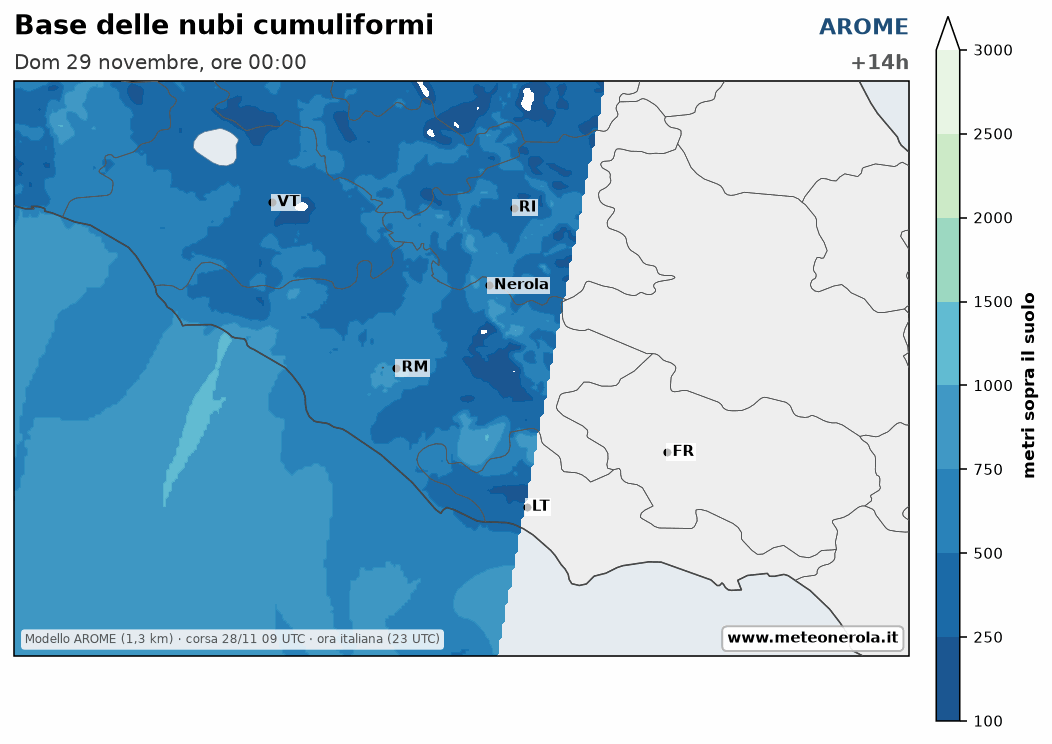 Base delle nubi cumuliformi
AROME
Dom 29 novembre, ore 00:00
+14h
VT
RI
Nerola
RM
FR
LT
Modello AROME (1,3 km) · corsa 28/11 09 UTC · ora italiana (23 UTC)
www.meteonerola.it
3000
2500
2000
1500
1000
750
500
250
100
metri sopra il suolo